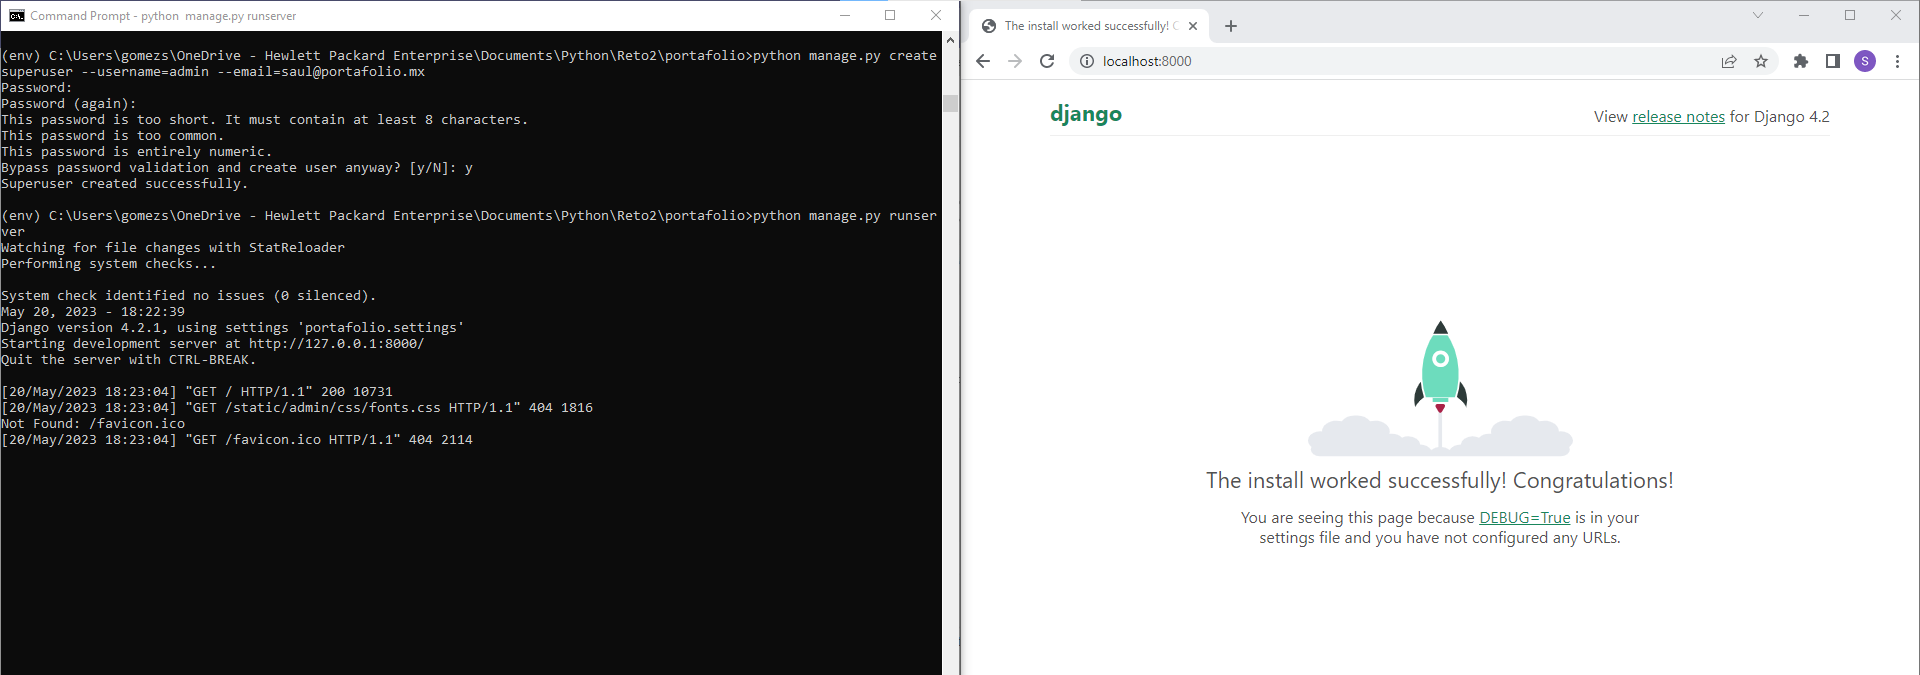 Command Prompt - python  manage.py runserver
(env) C:\Users\gomezs\OneDrive - Hewlett Packard Enterprise\Documents\Python\Reto2\portafolio>python manage.py create
superuser --username=admin --email=saul@portafolio.mx
Password:
Password (again):
This password is too short. It must contain at least 8 characters.
This password is too common.
This password is entirely numeric.
Bypass password validation and create user anyway? [y/N]: y
Superuser created successfully.
(env) C:\Users\gomezs\OneDrive - Hewlett Packard Enterprise\Documents\Python\Reto2\portafolio>python manage.py runser
ver
Watching for file changes with StatReloader
Performing system checks...
System check identified no issues (0 silenced).
May 20, 2023 - 18:22:39
Django version 4.2.1, using settings 'portafolio.settings'
Starting development server at http://127.0.0.1:8000/
Quit the server with CTRL-BREAK.
[20/May/2023 18:23:04] "GET / HTTP/1.1" 200 10731
[20/May/2023 18:23:04] "GET /static/admin/css/fonts.css HTTP/1.1" 404 1816
Not Found: /favicon.ico
[20/May/2023 18:23:04] "GET /favicon.ico HTTP/1.1" 404 2114
The install worked successfully!
localhost:8000
S
django
View release notes for Django 4.2
The install worked successfully! Congratulations!
You are seeing this page because DEBUG=True is in your
settings file and you have not configured any URLs.